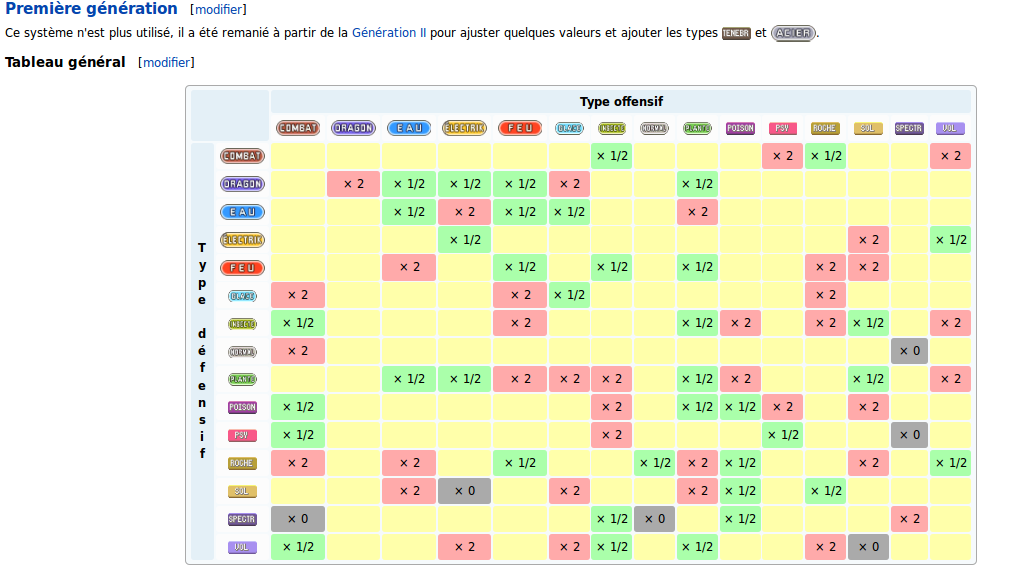 Première génération [modifier]
Ce système n'est plus utilisé, il a été remanié à partir de la Génération II pour ajuster quelques valeurs et ajouter les types TENEBR et ACIER.
Tableau général [modifier]
Type offensif
COMBAT DRAGON EAU ÉLECTRIK FEU GLACE INSECTE NORMAL PLANTE POISON PSY ROCHE SOL SPECTR VOL
Type défensif
COMBAT × 1/2 × 2 × 1/2 × 2
DRAGON × 2 × 1/2 × 1/2 × 1/2 × 2 × 1/2
EAU × 1/2 × 2 × 1/2 × 1/2 × 2
ÉLECTRIK × 1/2 × 2 × 1/2
FEU × 2 × 1/2 × 1/2 × 1/2 × 2 × 2
GLACE × 2 × 2 × 1/2 × 2
INSECTE × 1/2 × 2 × 1/2 × 2 × 2 × 1/2 × 2
NORMAL × 2 × 0
PLANTE × 1/2 × 1/2 × 2 × 2 × 2 × 1/2 × 2 × 1/2 × 2
POISON × 1/2 × 2 × 1/2 × 1/2 × 2 × 2
PSY × 1/2 × 2 × 1/2 × 0
ROCHE × 2 × 2 × 1/2 × 1/2 × 2 × 1/2 × 2 × 1/2
SOL × 2 × 0 × 2 × 2 × 1/2 × 1/2
SPECTR × 0 × 1/2 × 0 × 1/2 × 2
VOL × 1/2 × 2 × 2 × 1/2 × 1/2 × 2 × 0